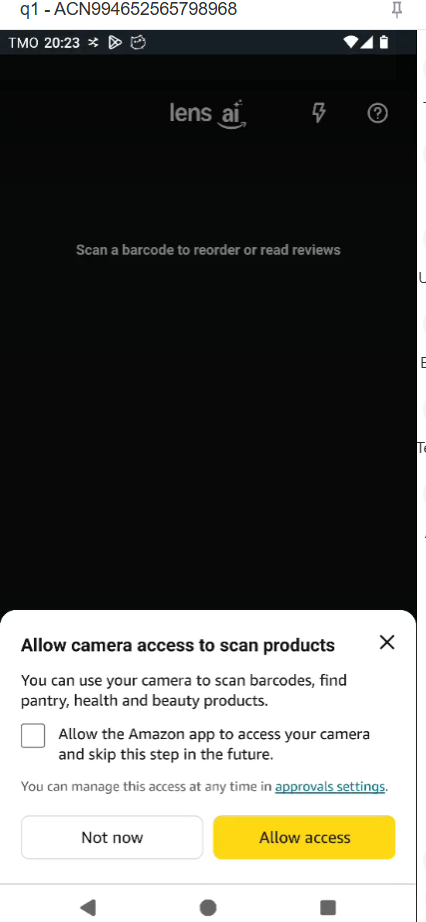 q1 - ACN994652565798968
TMO 20:23
lens ai
Scan a barcode to reorder or read reviews
Allow camera access to scan products
You can use your camera to scan barcodes, find
pantry, health and beauty products.
Allow the Amazon app to access your camera
and skip this step in the future.
You can manage this access at any time in approvals settings.
Not now
Allow access